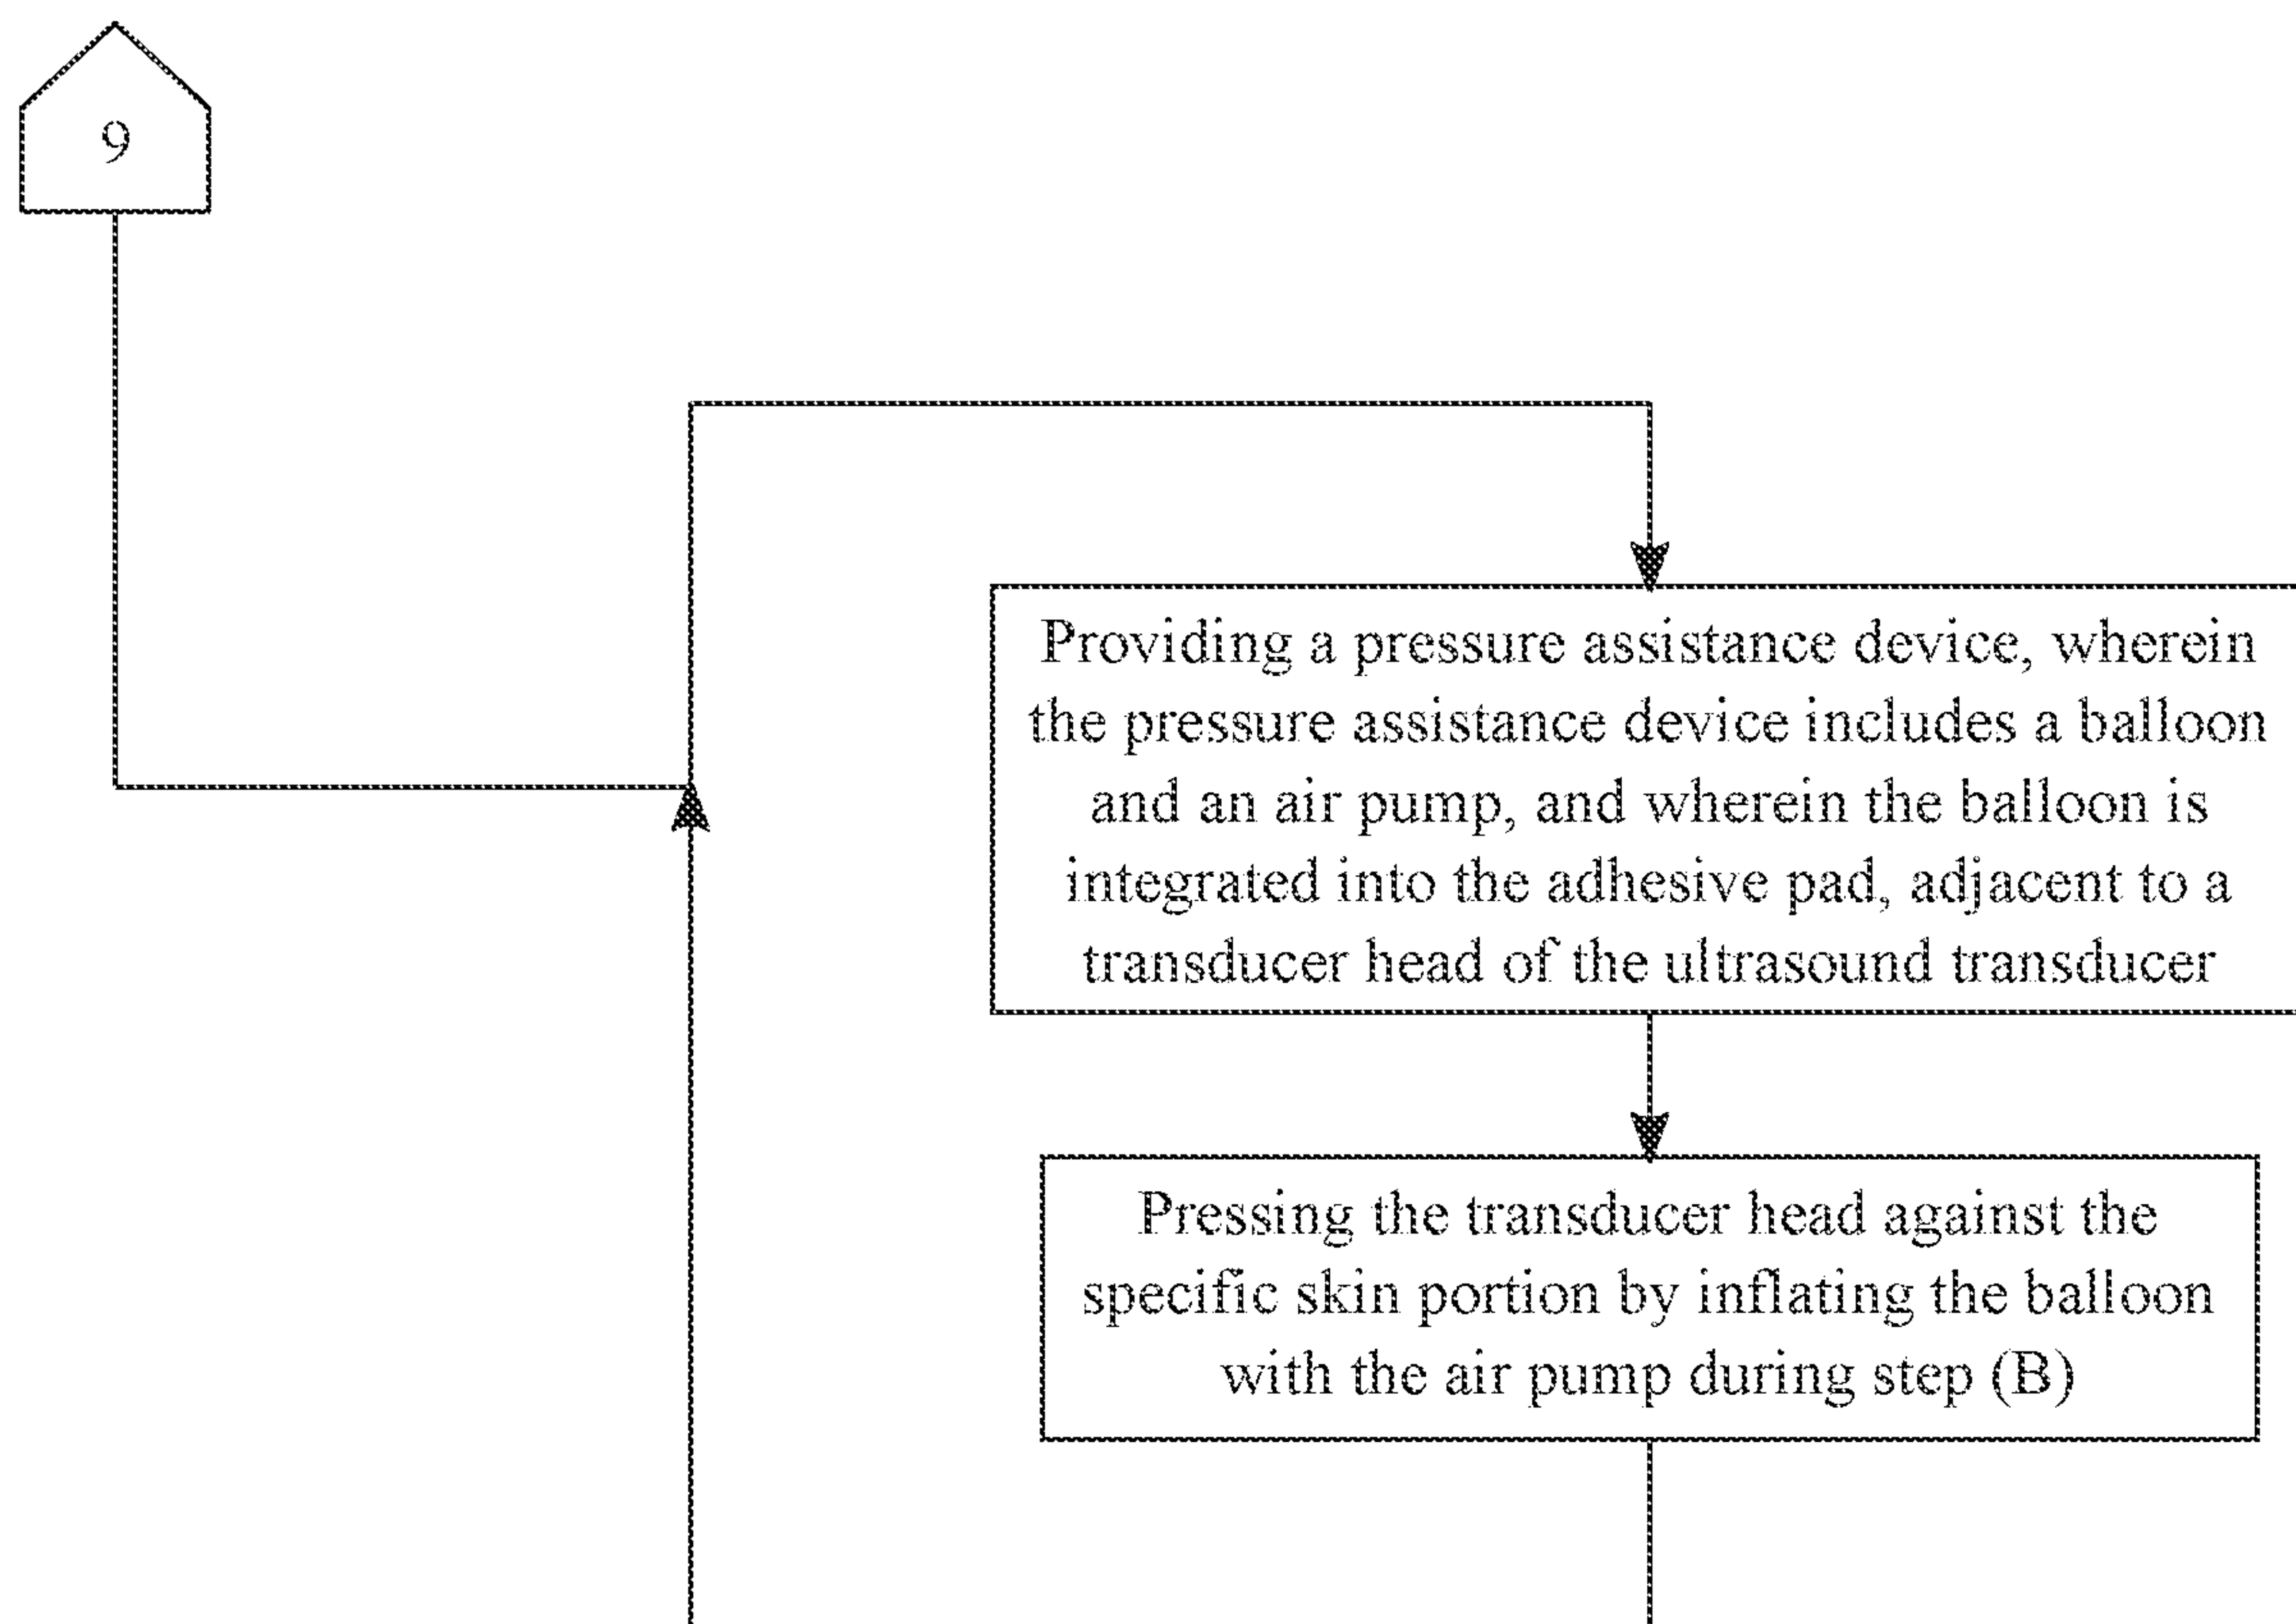 9
Providing a pressure assistance device, wherein
the pressure assistance device includes a balloon
and an air pump, and wherein the balloon is
integrated into the adhesive pad, adjacent to a
transducer head of the ultrasound transducer
Pressing the transducer head against the
specific skin portion by inflating the balloon
with the air pump during step (B)